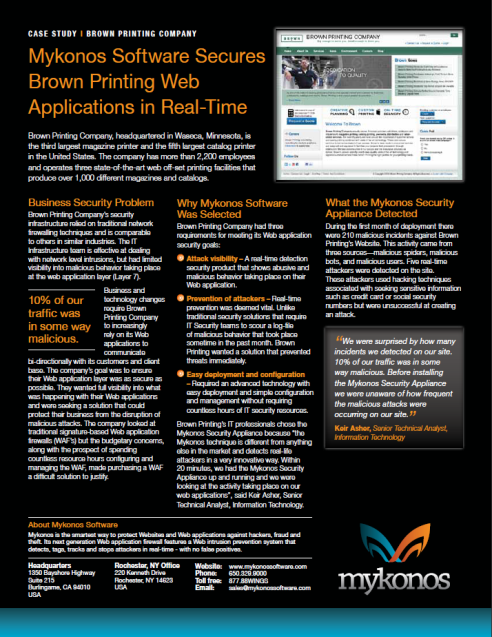 CASE STUDY | BROWN PRINTING COMPANY
Mykonos Software Secures
Brown Printing Web
Applications in Real-Time
Brown Printing Company, headquartered in Waseca, Minnesota, is
the third largest magazine printer and the fifth largest catalog printer
in the United States. The company has more than 2,200 employees
and operates three state-of-the-art web off-set printing facilities that
produce over 1,000 different magazines and catalogs.
BROWN PRINTING COMPANY
DEDICATION
TO QUALITY
Welcome To Brown
Business Security Problem
Brown Printing Company's security
infrastructure relied on traditional network
firewalling techniques and is comparable
to others in similar industries. The IT
Infrastructure team is effective at dealing
with network level intrusions, but had limited
visibility into malicious behavior taking place
at the web application layer (Layer 7).
10% of our
traffic was
in some way
malicious.
Business and
technology changes
require Brown
Printing Company
to increasingly
rely on its Web
applications to
communicate
bi-directionally with its customers and client
base. The company's goal was to ensure
their Web application layer was as secure as
possible. They wanted full visibility into what
was happening with their Web applications
and were seeking a solution that could
protect their business from the disruption of
malicious attacks. The company looked at
traditional signature-based Web application
firewalls (WAF's) but the budgetary concerns,
along with the prospect of spending
countless resource hours configuring and
managing the WAF, made purchasing a WAF
a difficult solution to justify.
Why Mykonos Software
Was Selected
Brown Printing Company had three
requirements for meeting its Web application
security goals:
Attack visibility – A real-time detection
security product that shows abusive and
malicious behavior taking place on their
Web application.
Prevention of attackers – Real-time
prevention was deemed vital. Unlike
traditional security solutions that require
IT Security teams to scour a log-file
of malicious behavior that took place
sometime in the past month. Brown
Printing wanted a solution that prevented
threats immediately.
Easy deployment and configuration
– Required an advanced technology with
easy deployment and simple configuration
and management without requiring
countless hours of IT security resources.
Brown Printing's IT professionals chose the
Mykonos Security Appliance because "the
Mykonos technique is different from anything
else in the market and detects real-life
attackers in a very innovative way. Within
20 minutes, we had the Mykonos Security
Appliance up and running and we were
looking at the activity taking place on our
web applications", said Keir Asher, Senior
Technical Analyst, Information Technology.
What the Mykonos Security
Appliance Detected
During the first month of deployment there
were 210 malicious incidents against Brown
Printing's Website. This activity came from
three sources—malicious spiders, malicious
bots, and malicious users. Five real-time
attackers were detected on the site.
These attackers used hacking techniques
associated with seeking sensitive information
such as credit card or social security
numbers but were unsuccessful at creating
an attack.
"We were surprised by how many
incidents we detected on our site.
10% of our traffic was in some
way malicious. Before installing
the Mykonos Security Appliance
we were unaware of how frequent
the malicious attacks were
occurring on our site."
Keir Asher, Senior Technical Analyst,
Information Technology
About Mykonos Software
Mykonos is the smartest way to protect Websites and Web applications against hackers, fraud and
theft. Its next generation Web application firewall features a Web intrusion prevention system that
detects, tags, tracks and stops attackers in real-time - with no false positives.
Headquarters
1350 Bayshore Highway
Suite 215
Burlingame, CA 94010
USA
Rochester, NY Office
220 Kenneth Drive
Rochester, NY 14623
USA
Website: www.mykonossoftware.com
Phone: 650.329.9000
Toll free: 877.88WINGS
Email: sales@mykonossoftware.com
mykonos